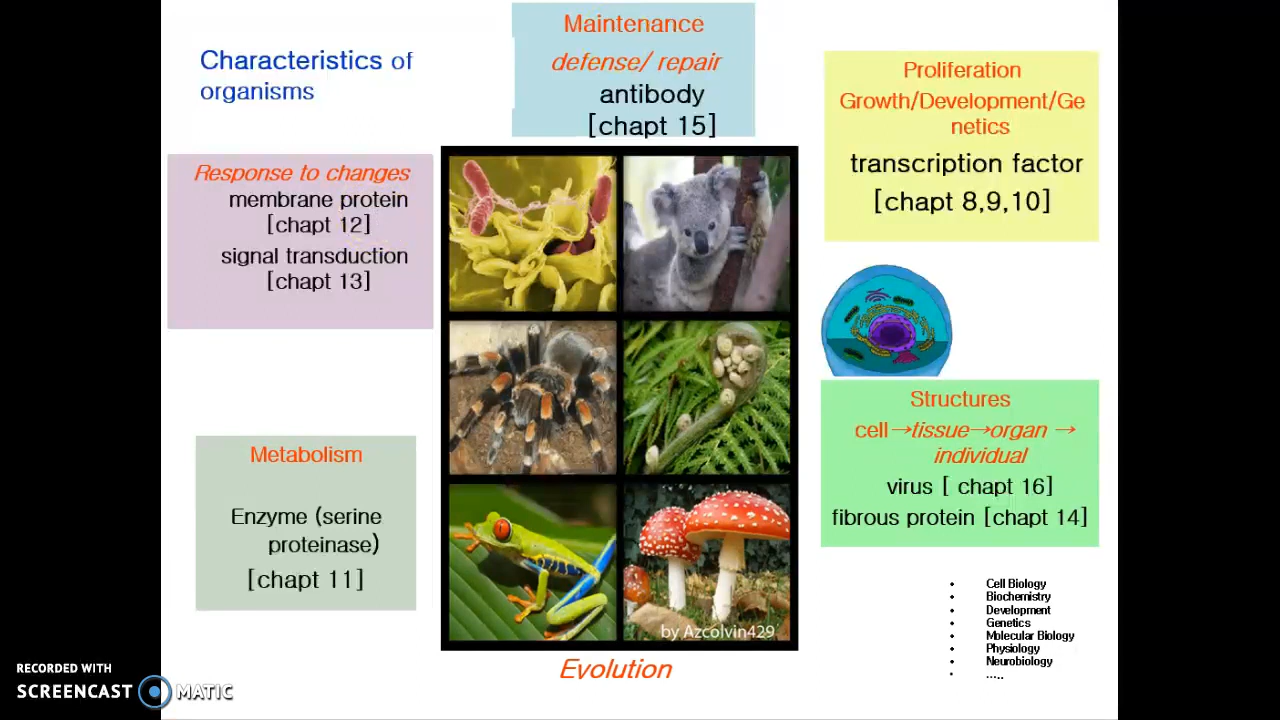 Characteristics of
organisms
Maintenance
defense/ repair
antibody
[chapt 15]
Proliferation
Growth/Development/Ge
netics
transcription factor
[chapt 8,9,10]
Response to changes
membrane protein
[chapt 12]
signal transduction
[chapt 13]
Structures
cell→tissue→organ →
individual
virus [ chapt 16]
fibrous protein [chapt 14]
Metabolism
Enzyme (serine
proteinase)
[chapt 11]
by Azcolvin429
Evolution
• Cell Biology
• Biochemistry
• Development
• Genetics
• Molecular Biology
• Physiology
• Neurobiology
• .....
RECORDED WITH
SCREENCAST MATIC